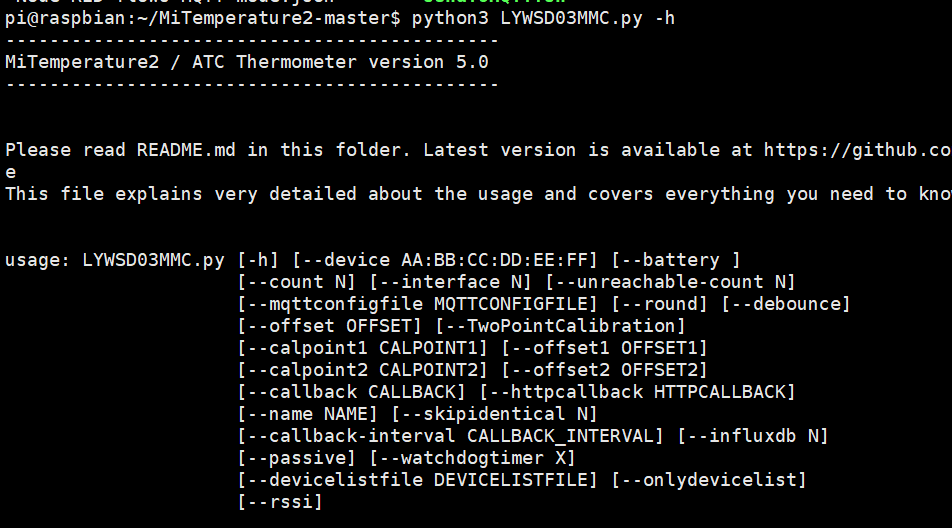 pi@raspbian:~/MiTemperature2-master$ python3 LYWSD03MMC.py -h
---------------------------------------------
MiTemperature2 / ATC Thermometer version 5.0
---------------------------------------------
Please read README.md in this folder. Latest version is available at https://github.co
e
This file explains very detailed about the usage and covers everything you need to kno
usage: LYWSD03MMC.py [-h] [--device AA:BB:CC:DD:EE:FF] [--battery ]
[--count N] [--interface N] [--unreachable-count N]
[--mqttconfigfile MQTTCONFIGFILE] [--round] [--debounce]
[--offset OFFSET] [--TwoPointCalibration]
[--calpoint1 CALPOINT1] [--offset1 OFFSET1]
[--calpoint2 CALPOINT2] [--offset2 OFFSET2]
[--callback CALLBACK] [--httpcallback HTTPCALLBACK]
[--name NAME] [--skipidentical N]
[--callback-interval CALLBACK_INTERVAL] [--influxdb N]
[--passive] [--watchdogtimer X]
[--devicelistfile DEVICELISTFILE] [--onlydevicelist]
[--rssi]